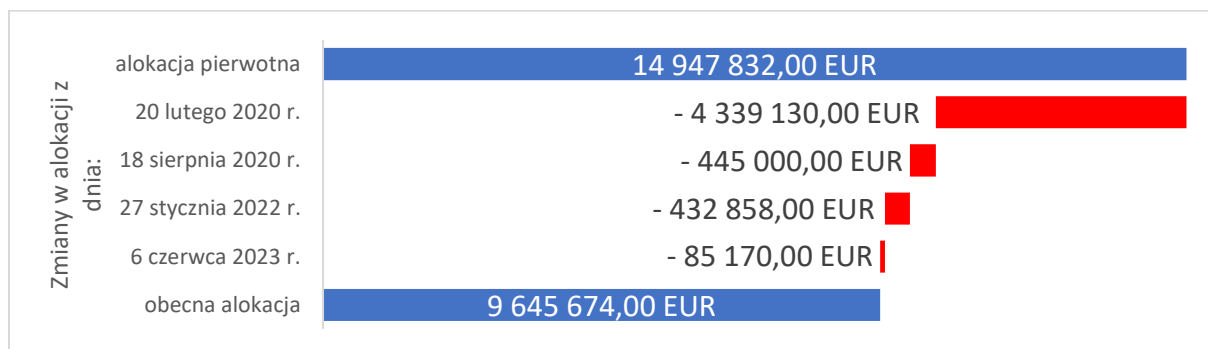 Zmiany w alokacji z
dnia:
alokacja pierwotna
14 947 832,00 EUR
20 lutego 2020 r.
- 4 339 130,00 EUR
18 sierpnia 2020 r.
- 445 000,00 EUR
27 stycznia 2022 r.
- 432 858,00 EUR
6 czerwca 2023 r.
- 85 170,00 EUR
obecna alokacja
9 645 674,00 EUR